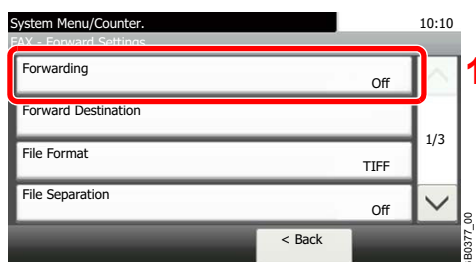 System Menu/Counter. 10:10
FAX - Forward Settings
Forwarding
Off
1
Forward Destination
1/3
File Format
TIFF
File Separation
Off
< Back
B0377_00